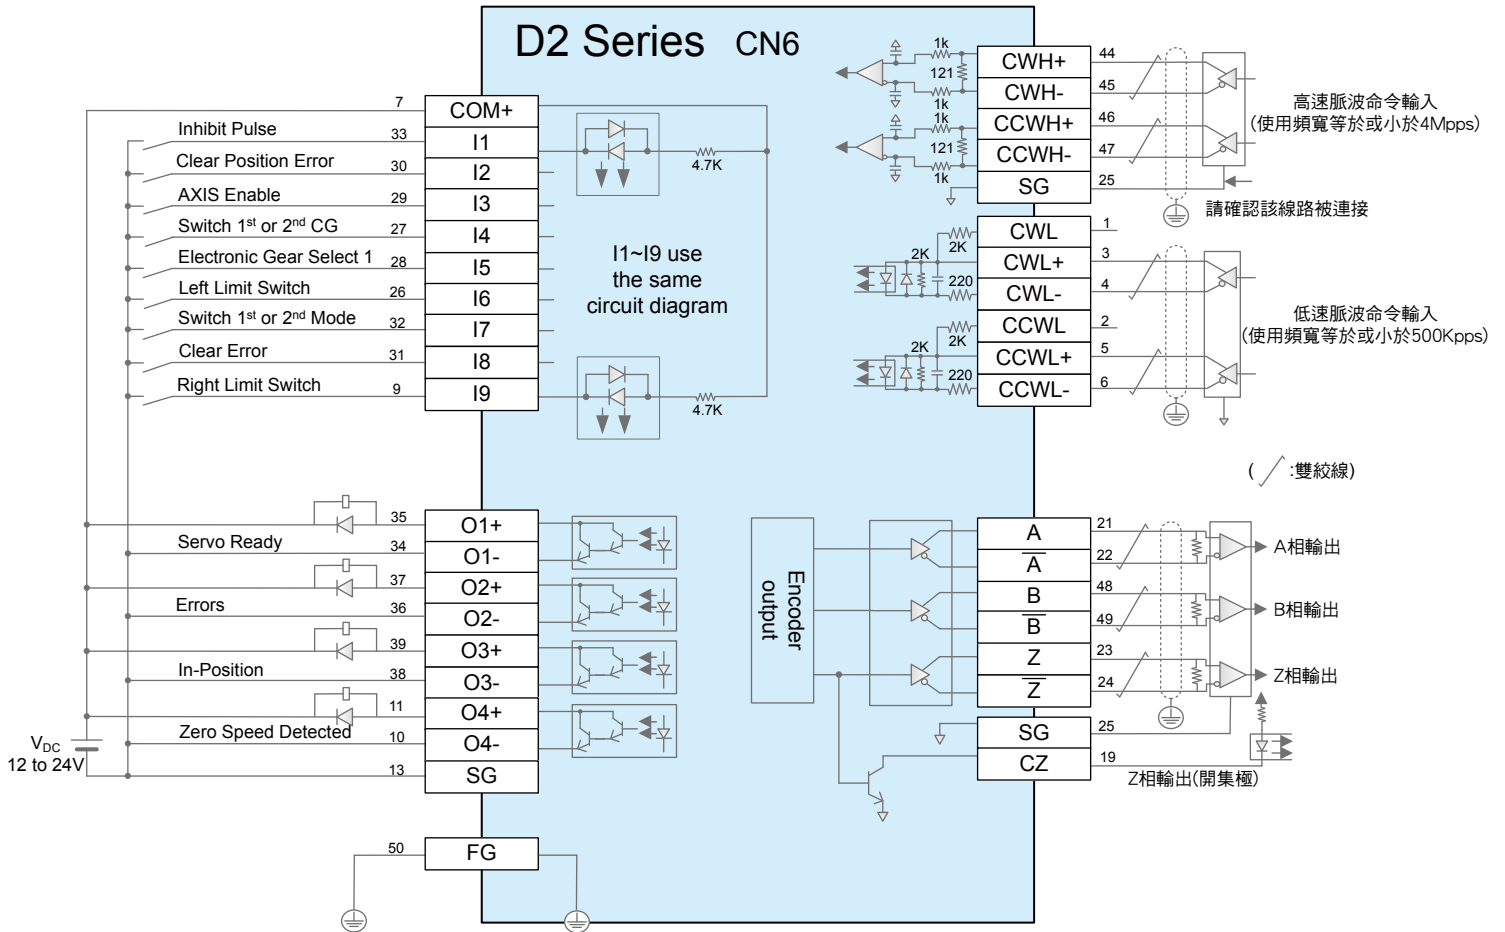 D2 Series CN6
7 COM+
Inhibit Pulse 33 I1
Clear Position Error 30 I2
AXIS Enable 29 I3
Switch 1st or 2nd CG 27 I4
Electronic Gear Select 1 28 I5
Left Limit Switch 26 I6
Switch 1st or 2nd Mode 32 I7
Clear Error 31 I8
Right Limit Switch 9 I9
4.7K
I1~I9 use
the same
circuit diagram
4.7K
35 O1+
Servo Ready 34 O1-
37 O2+
Errors 36 O2-
39 O3+
In-Position 38 O3-
11 O4+
Zero Speed Detected 10 O4-
13 SG
VDC
12 to 24V
50 FG
1k
121
1k
1k
121
1k
CWH+ 44
CWH- 45
CCWH+ 46
CCWH- 47
SG 25
高速脈波命令輸入
(使用頻寬等於或小於4Mpps)
請確認該線路被連接
2K
2K
220
2K
2K
220
CWL 1
CWL+ 3
CWL- 4
CCWL 2
CCWL+ 5
CCWL- 6
低速脈波命令輸入
(使用頻寬等於或小於500Kpps)
( :雙絞線)
Encoder
output
A 21
A̅ 22
B 48
B̅ 49
Z 23
Z̅ 24
SG 25
CZ 19
A相輸出
B相輸出
Z相輸出
Z相輸出(開集極)